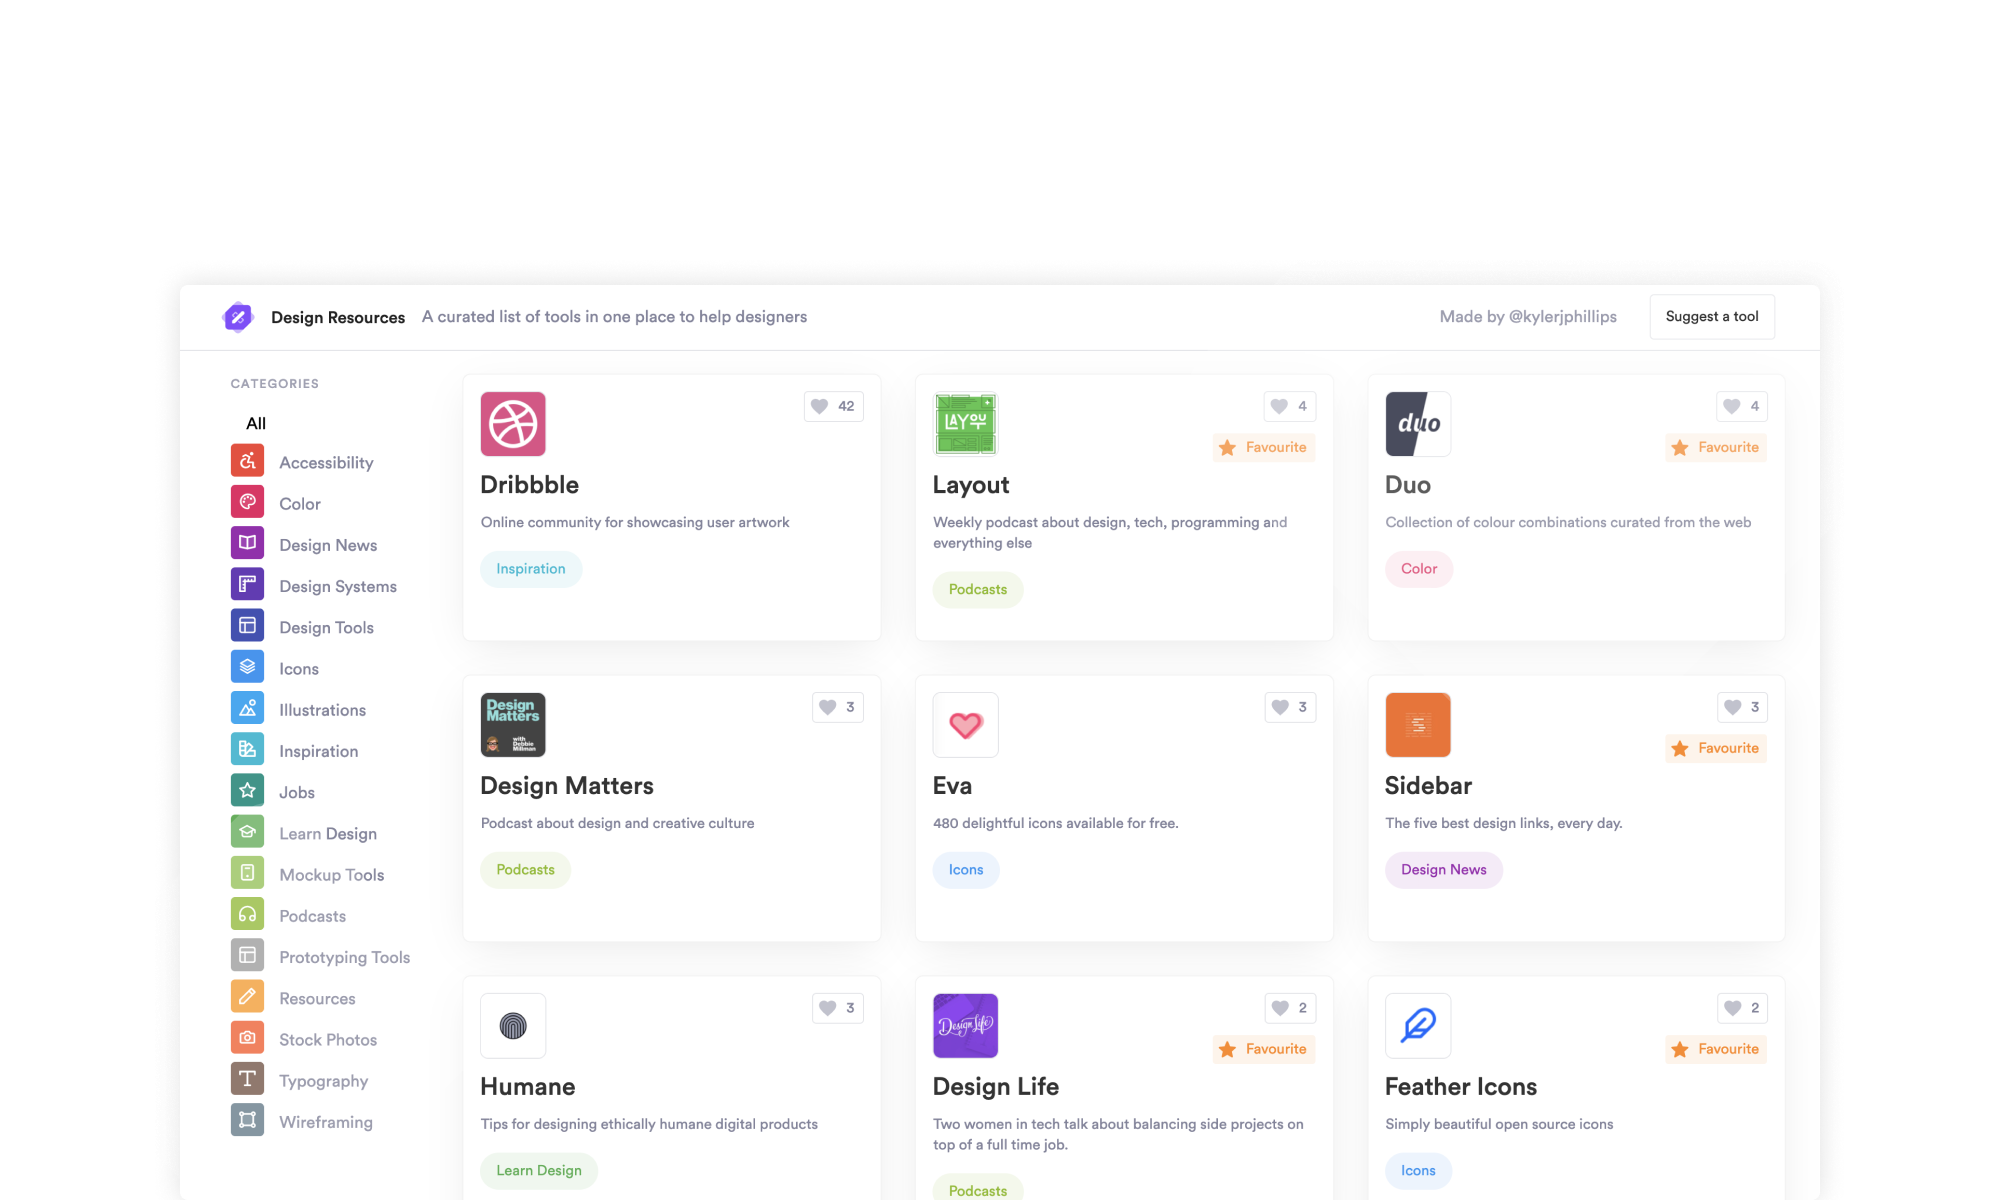 Design Resources
A curated list of tools in one place to help designers
Made by @kylerjphillips
Suggest a tool
CATEGORIES
All
Accessibility
Color
Design News
Design Systems
Design Tools
Icons
Illustrations
Inspiration
Jobs
Learn Design
Mockup Tools
Podcasts
Prototyping Tools
Resources
Stock Photos
Typography
Wireframing
42
Dribbble
Online community for showcasing user artwork
Inspiration
LAYOUT
4
Favourite
Layout
Weekly podcast about design, tech, programming and
everything else
Podcasts
duo
4
Favourite
Duo
Collection of colour combinations curated from the web
Color
Design
Matters
with
Debbie
Millman
3
Design Matters
Podcast about design and creative culture
Podcasts
3
Eva
480 delightful icons available for free.
Icons
3
Favourite
Sidebar
The five best design links, every day.
Design News
3
Humane
Tips for designing ethically humane digital products
Learn Design
Design Life
2
Favourite
Design Life
Two women in tech talk about balancing side projects on
top of a full time job.
Podcasts
2
Favourite
Feather Icons
Simply beautiful open source icons
Icons